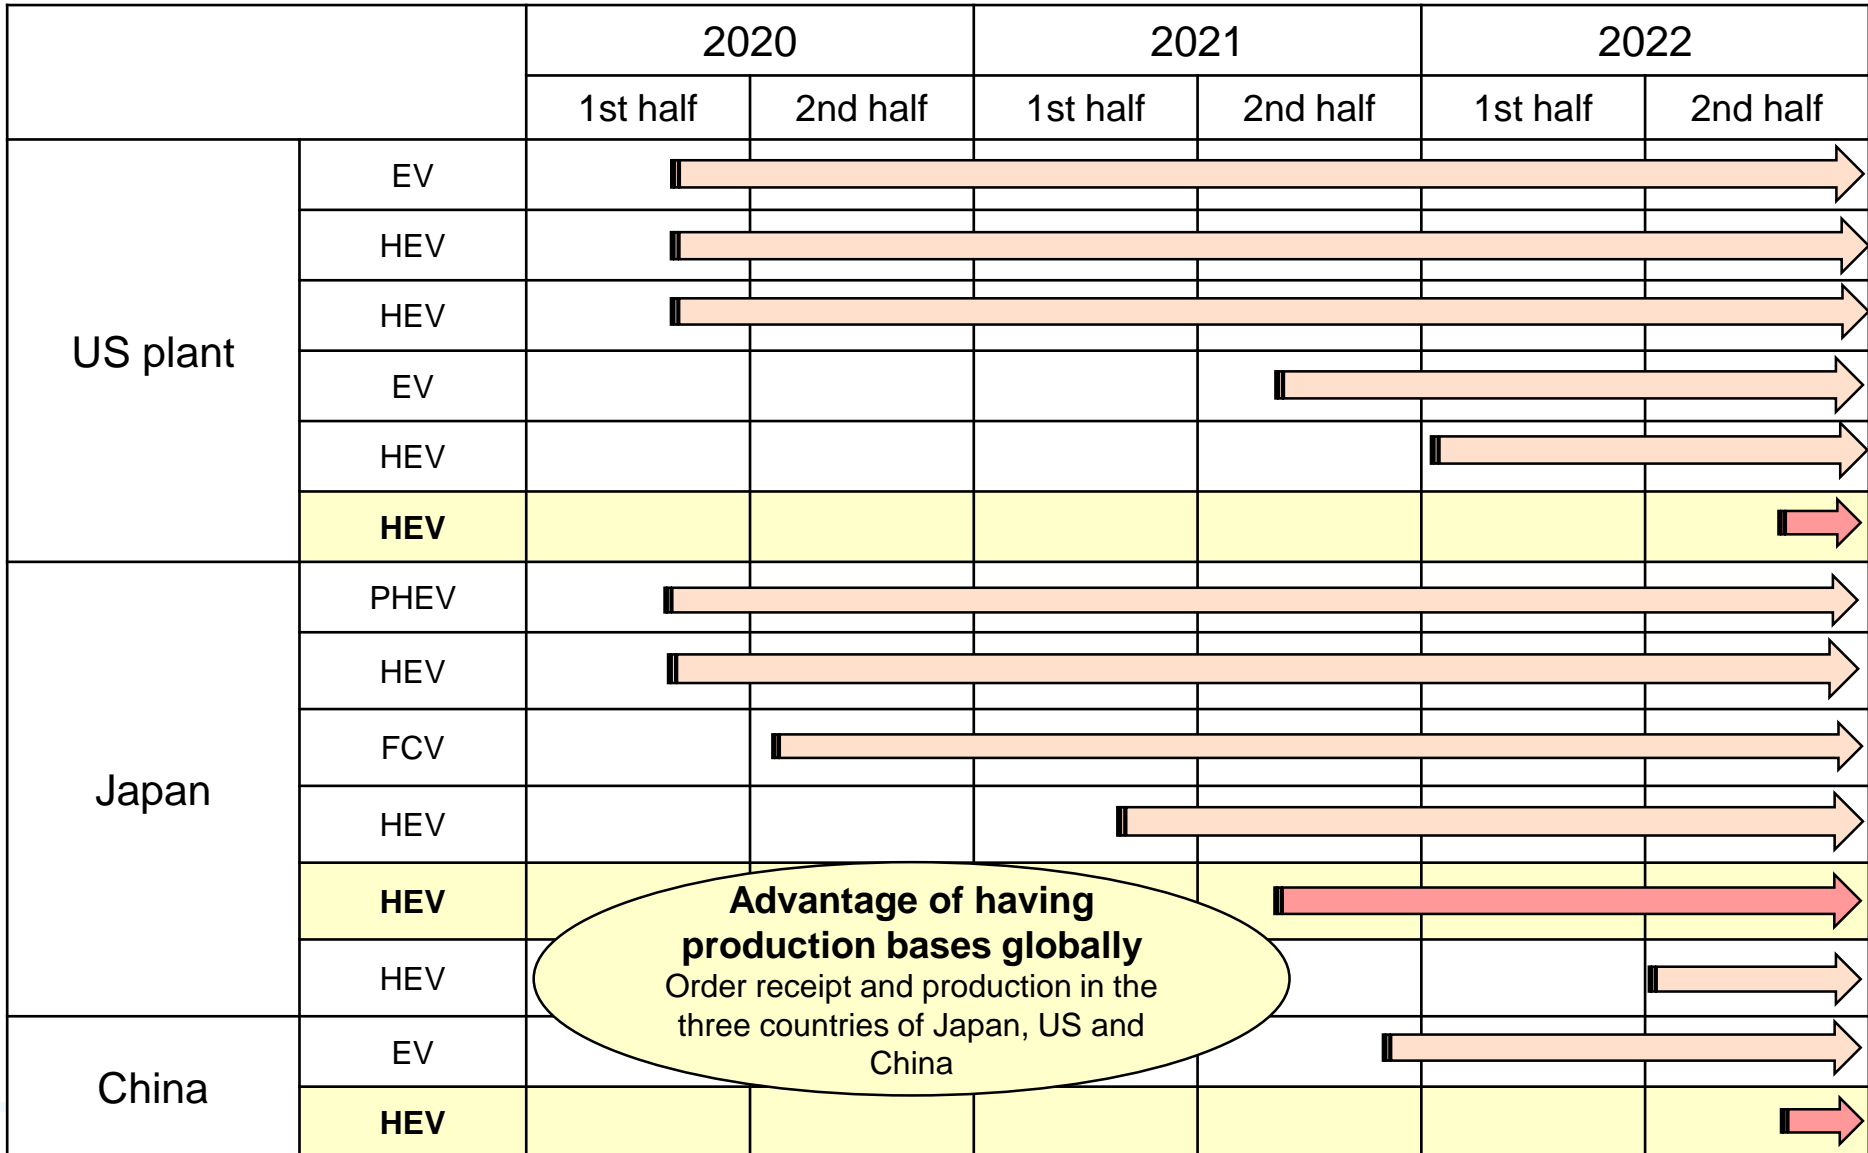 2020 2021 2022
1st half 2nd half 1st half 2nd half 1st half 2nd half
US plant
EV
HEV
HEV
EV
HEV
HEV
Japan
PHEV
HEV
FCV
HEV
HEV
HEV
Advantage of having
production bases globally
Order receipt and production in the
three countries of Japan, US and
China
China
EV
HEV